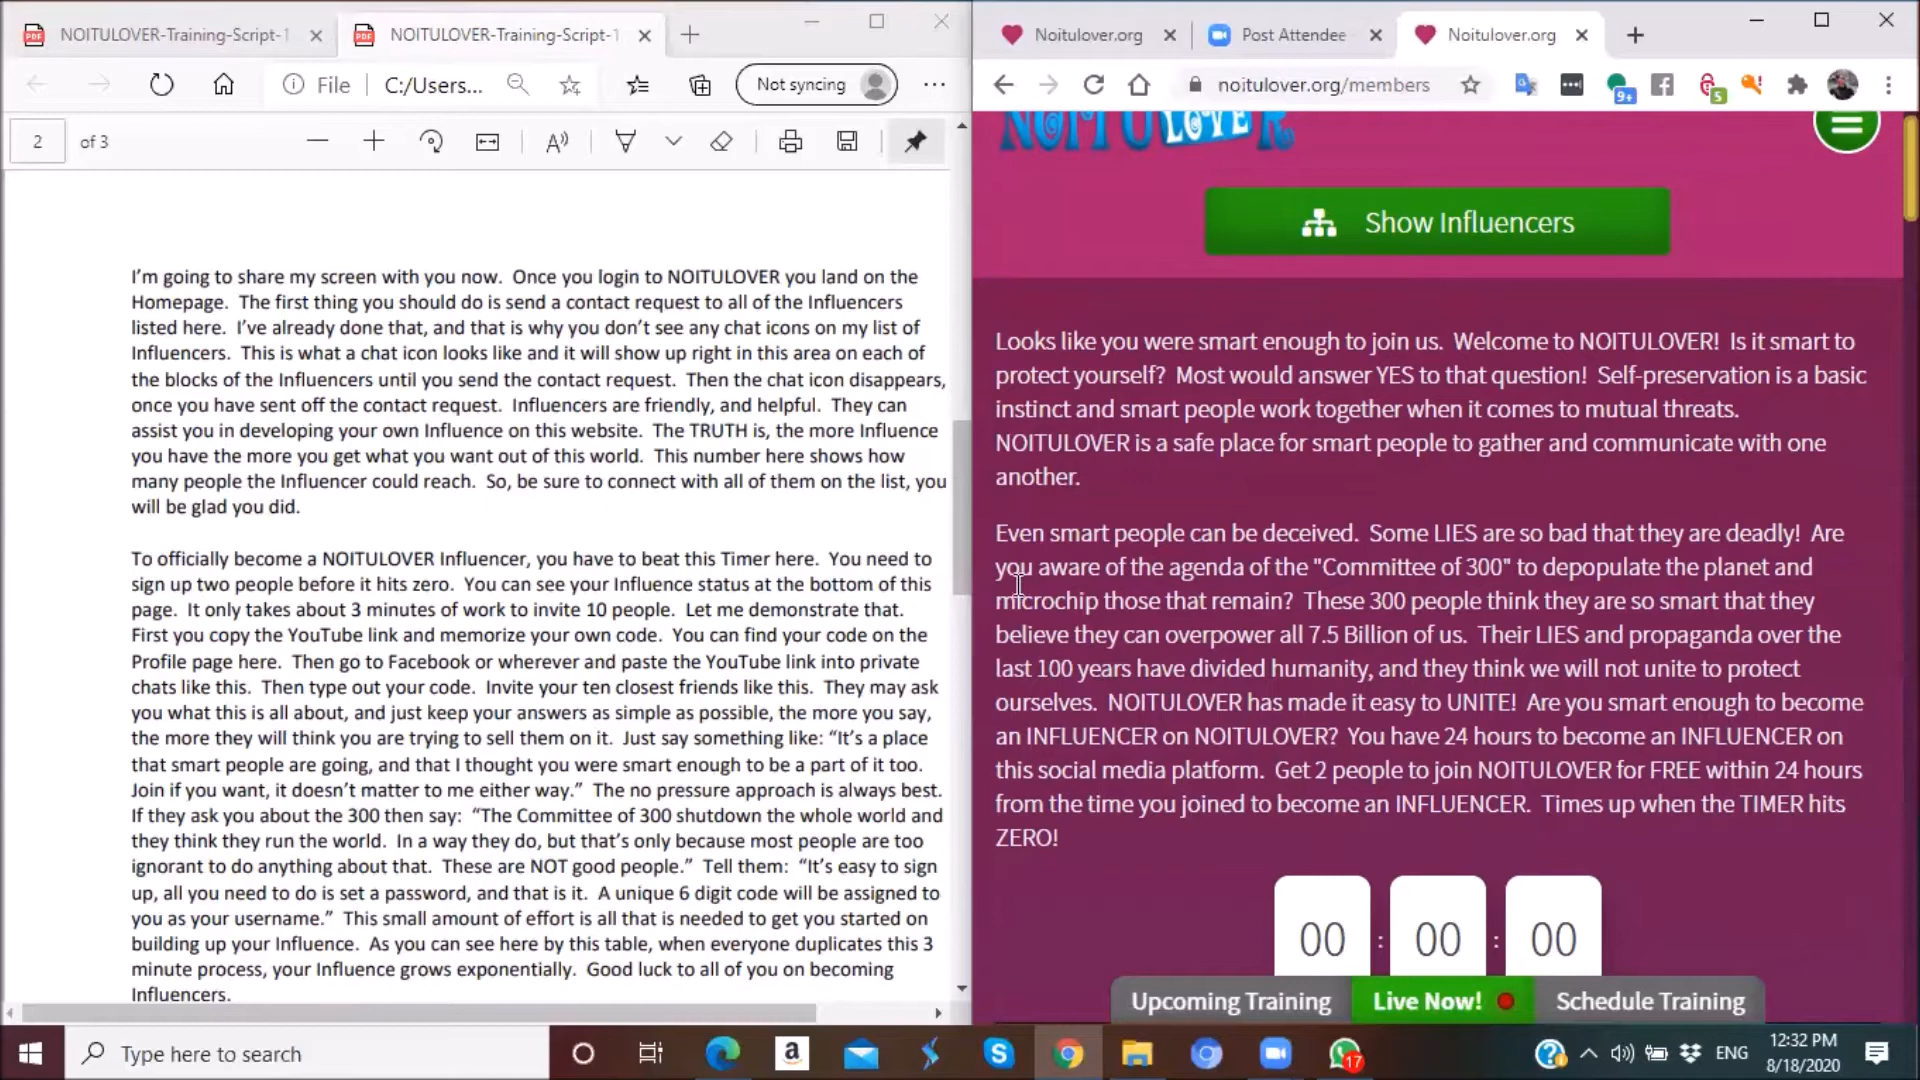 NOITULOVER-Training-Script-1
NOITULOVER-Training-Script-1
File
C:/Users...
Not syncing
2
of 3
I'm going to share my screen with you now.  Once you login to NOITULOVER you land on the
Homepage.  The first thing you should do is send a contact request to all of the Influencers
listed here.  I've already done that, and that is why you don't see any chat icons on my list of
Influencers.  This is what a chat icon looks like and it will show up right in this area on each of
the blocks of the Influencers until you send the contact request.  Then the chat icon disappears,
once you have sent off the contact request.  Influencers are friendly, and helpful.  They can
assist you in developing your own Influence on this website.  The TRUTH is, the more Influence
you have the more you get what you want out of this world.  This number here shows how
many people the Influencer could reach.  So, be sure to connect with all of them on the list, you
will be glad you did.
To officially become a NOITULOVER Influencer, you have to beat this Timer here.  You need to
sign up two people before it hits zero.  You can see your Influence status at the bottom of this
page.  It only takes about 3 minutes of work to invite 10 people.  Let me demonstrate that.
First you copy the YouTube link and memorize your own code.  You can find your code on the
Profile page here.  Then go to Facebook or wherever and paste the YouTube link into private
chats like this.  Then type out your code.  Invite your ten closest friends like this.  They may ask
you what this is all about, and just keep your answers as simple as possible, the more you say,
the more they will think you are trying to sell them on it.  Just say something like: “It's a place
that smart people are going, and that I thought you were smart enough to be a part of it too.
Join if you want, it doesn't matter to me either way.”  The no pressure approach is always best.
If they ask you about the 300 then say:  “The Committee of 300 shutdown the whole world and
they think they run the world.  In a way they do, but that's only because most people are too
ignorant to do anything about that.  These are NOT good people.”  Tell them:  “It's easy to sign
up, all you need to do is set a password, and that is it.  A unique 6 digit code will be assigned to
you as your username.”  This small amount of effort is all that is needed to get you started on
building up your Influence.  As you can see here by this table, when everyone duplicates this 3
minute process, your Influence grows exponentially.  Good luck to all of you on becoming
Influencers.
Noitulover.org
Post Attendee
Noitulover.org
noitulover.org/members
9+
5
NOITULOVER
Show Influencers
Looks like you were smart enough to join us.  Welcome to NOITULOVER!  Is it smart to
protect yourself?  Most would answer YES to that question!  Self-preservation is a basic
instinct and smart people work together when it comes to mutual threats.
NOITULOVER is a safe place for smart people to gather and communicate with one
another.
Even smart people can be deceived.  Some LIES are so bad that they are deadly!  Are
you aware of the agenda of the "Committee of 300" to depopulate the planet and
microchip those that remain?  These 300 people think they are so smart that they
believe they can overpower all 7.5 Billion of us.  Their LIES and propaganda over the
last 100 years have divided humanity, and they think we will not unite to protect
ourselves.  NOITULOVER has made it easy to UNITE!  Are you smart enough to become
an INFLUENCER on NOITULOVER?  You have 24 hours to become an INFLUENCER on
this social media platform.  Get 2 people to join NOITULOVER for FREE within 24 hours
from the time you joined to become an INFLUENCER.  Times up when the TIMER hits
ZERO!
00 : 00 : 00
Upcoming Training
Live Now!
Schedule Training
Type here to search
17
ENG
12:32 PM
8/18/2020